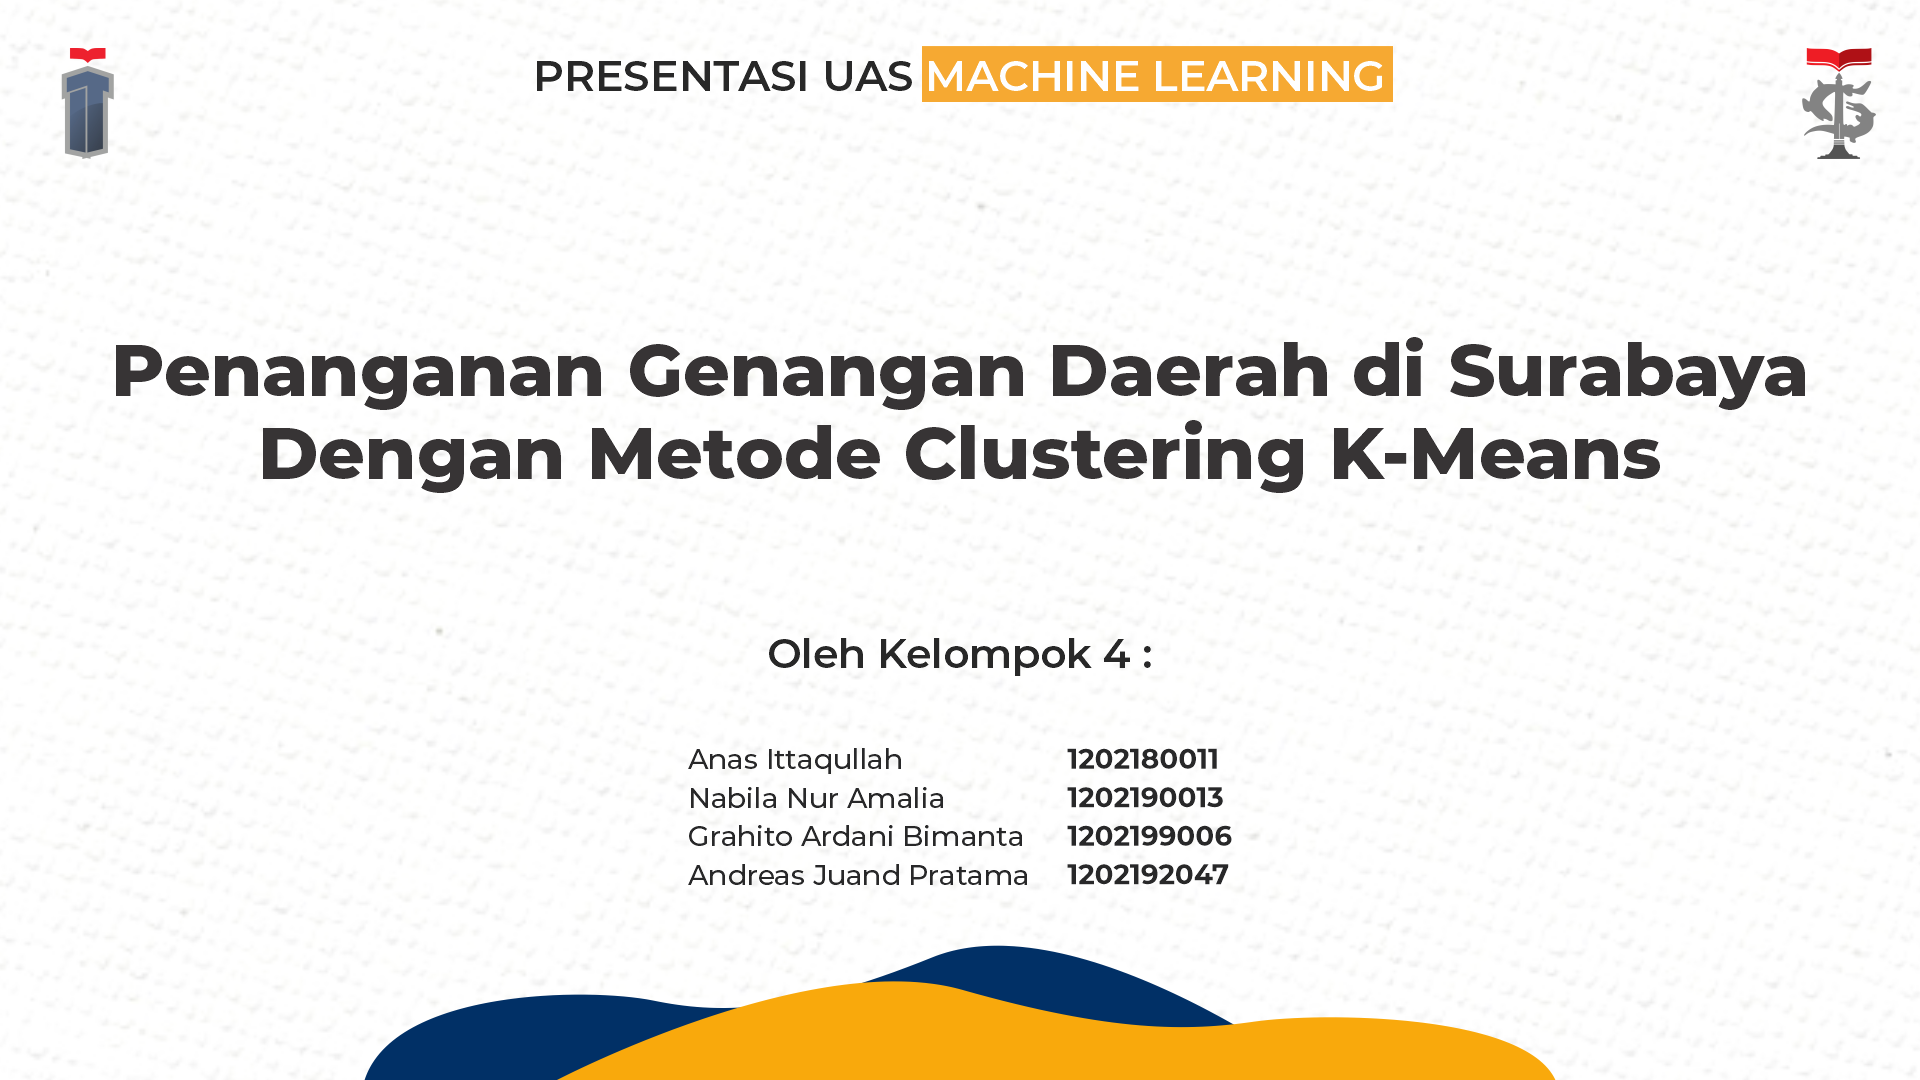 PRESENTASI UAS MACHINE LEARNING
Penanganan Genangan Daerah di Surabaya
Dengan Metode Clustering K-Means
Oleh Kelompok 4 :
Anas Ittaqullah 1202180011
Nabila Nur Amalia 1202190013
Grahito Ardani Bimanta 1202199006
Andreas Juand Pratama 1202192047